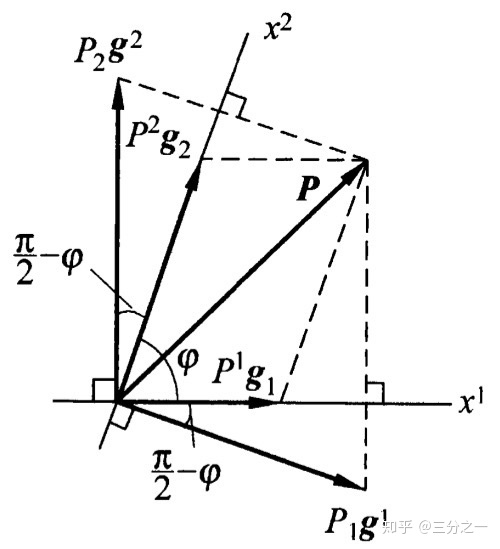 x²
P₂g²
P²g₂
P
π/2−φ
φ
P¹g₁
x¹
π/2−φ
P₁g¹
知乎 @三分之一